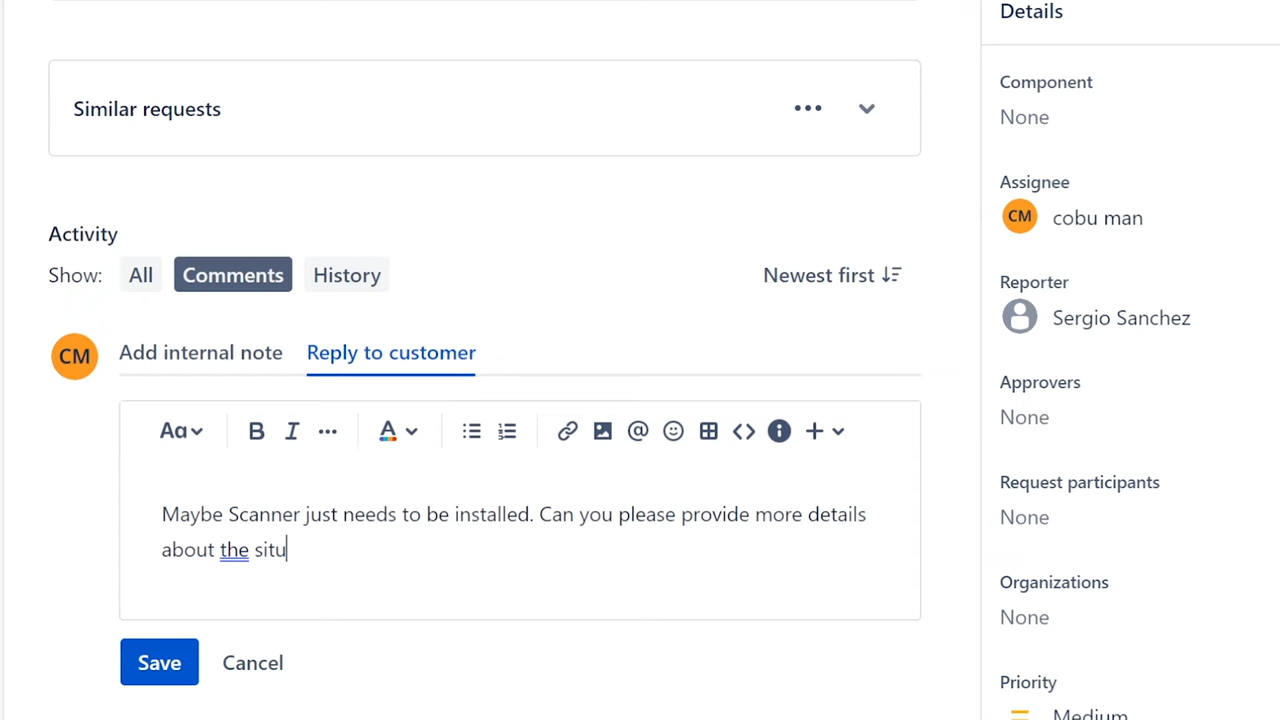 Similar requests
Activity
Show: All Comments History Newest first
CM Add internal note Reply to customer
Aa B I A
Maybe Scanner just needs to be installed. Can you please provide more details
about the situ
Save Cancel
Details
Component
None
Assignee
CM cobu man
Reporter
Sergio Sanchez
Approvers
None
Request participants
None
Organizations
None
Priority
Medium